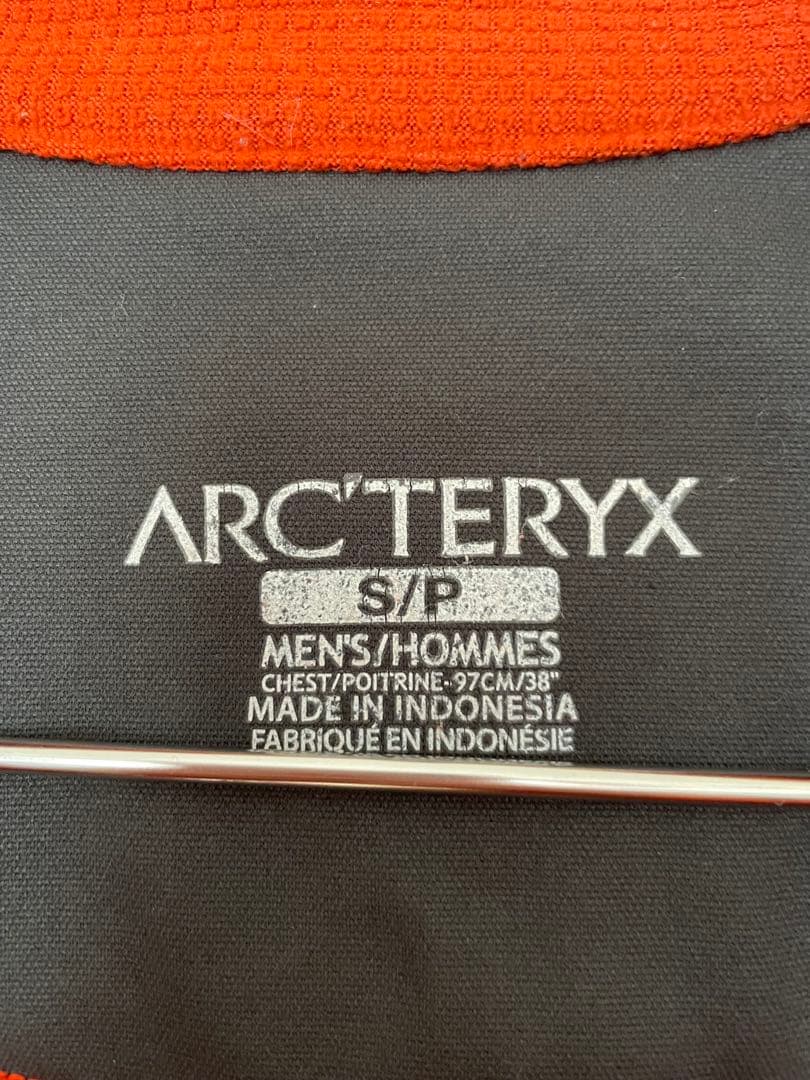 ARC'TERYX
S/P
MEN'S/HOMMES
CHEST/POITRINE-97CM/38"
MADE IN INDONESIA
FABRIQUÉ EN INDONÉSIE